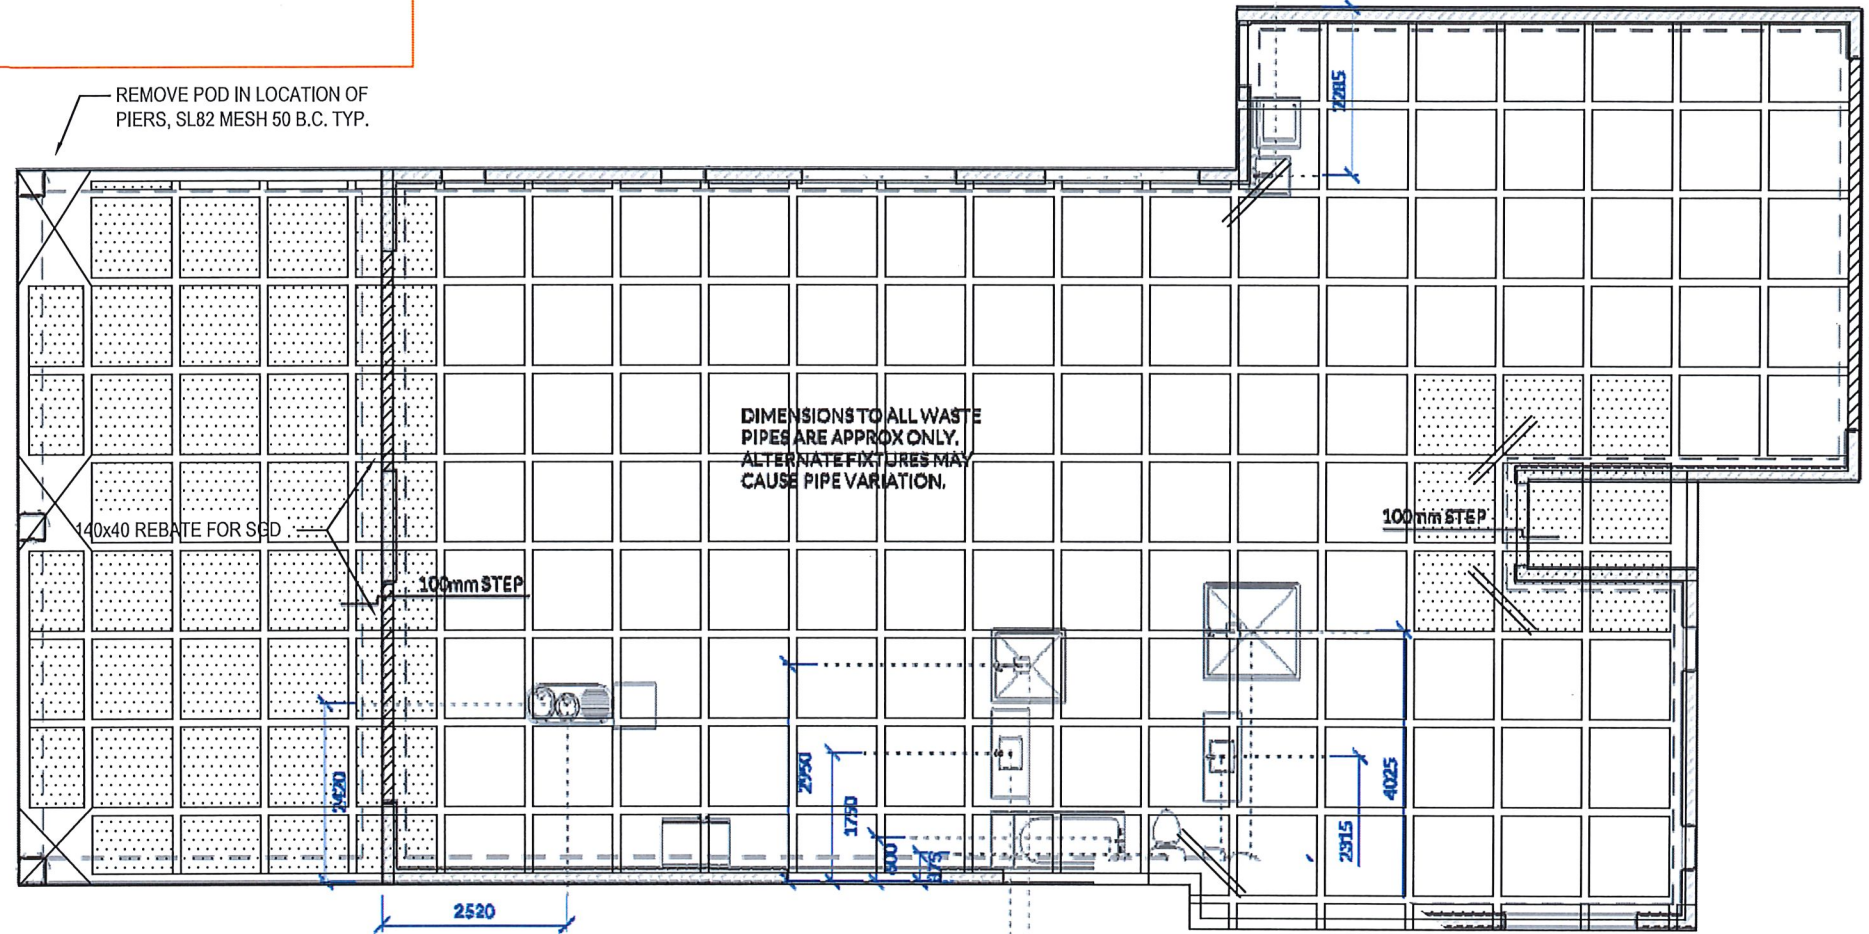 REMOVE POD IN LOCATION OF
PIERS, SL82 MESH 50 B.C. TYP.
2285
DIMENSIONS TO ALL WASTE
PIPES ARE APPROX ONLY.
ALTERNATE FIXTURES MAY
CAUSE PIPE VARIATION.
140x40 REBATE FOR SGD
100mm STEP
100mm STEP
2420
2950
1750
600
375
4025
2315
2520